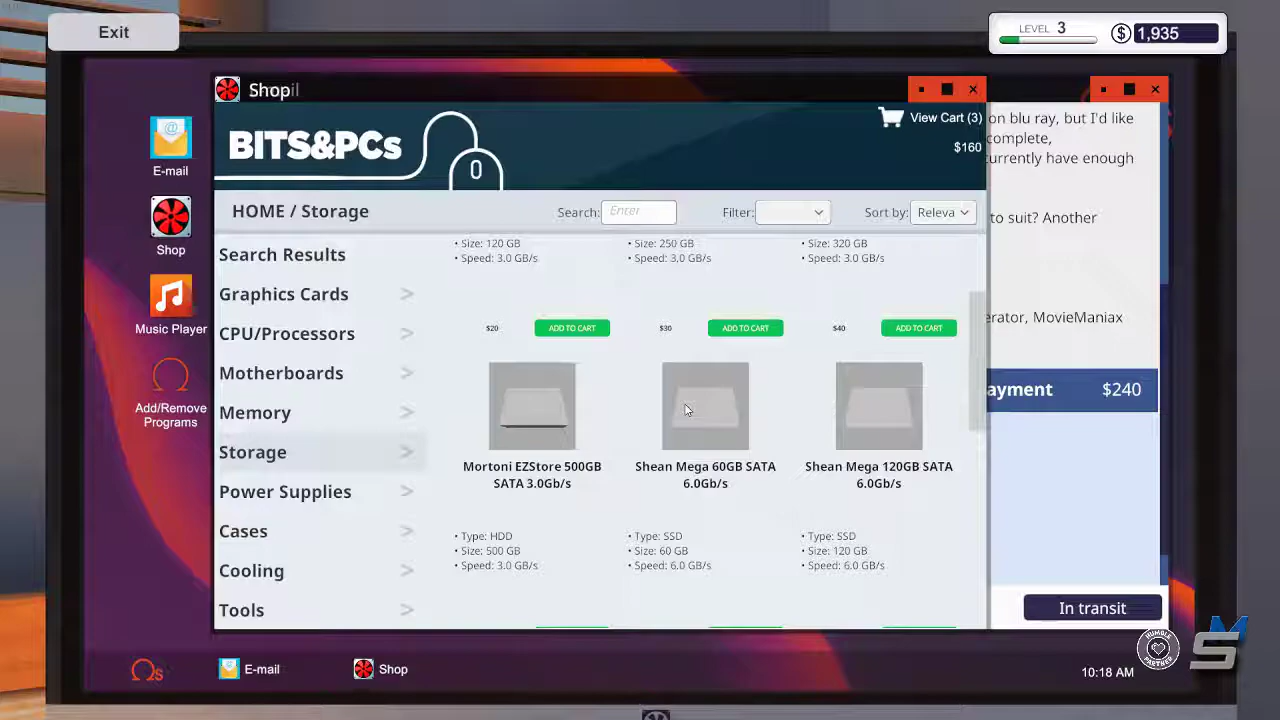 Exit
LEVEL 3
$ 1,935
Shop
View Cart (3)
$160
BITS&PCs
on blu ray, but I'd like
complete,
urrently have enough
to suit? Another
erator, MovieManiax
ayment $240
In transit
E-mail
Shop
Music Player
Add/Remove
Programs
HOME / Storage
Search: Enter
Filter:
Sort by: Releva
Search Results
Graphics Cards >
CPU/Processors >
Motherboards >
Memory >
Storage >
Power Supplies >
Cases >
Cooling >
Tools >
• Size: 120 GB
• Speed: 3.0 GB/s
$20 ADD TO CART
• Size: 250 GB
• Speed: 3.0 GB/s
$30 ADD TO CART
• Size: 320 GB
• Speed: 3.0 GB/s
$40 ADD TO CART
Mortoni EZStore 500GB
SATA 3.0Gb/s
• Type: HDD
• Size: 500 GB
• Speed: 3.0 GB/s
Shean Mega 60GB SATA
6.0Gb/s
• Type: SSD
• Size: 60 GB
• Speed: 6.0 GB/s
Shean Mega 120GB SATA
6.0Gb/s
• Type: SSD
• Size: 120 GB
• Speed: 6.0 GB/s
Ωs
E-mail
Shop
10:18 AM
HUMBLE
PARTNER
MS